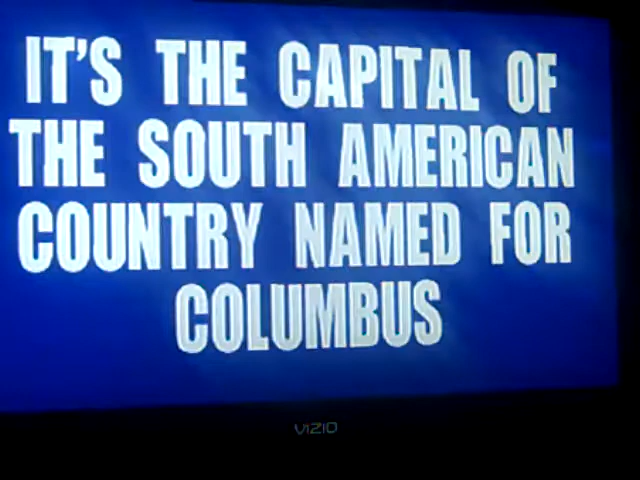 IT'S THE CAPITAL OF
THE SOUTH AMERICAN
COUNTRY NAMED FOR
COLUMBUS
VIZIO